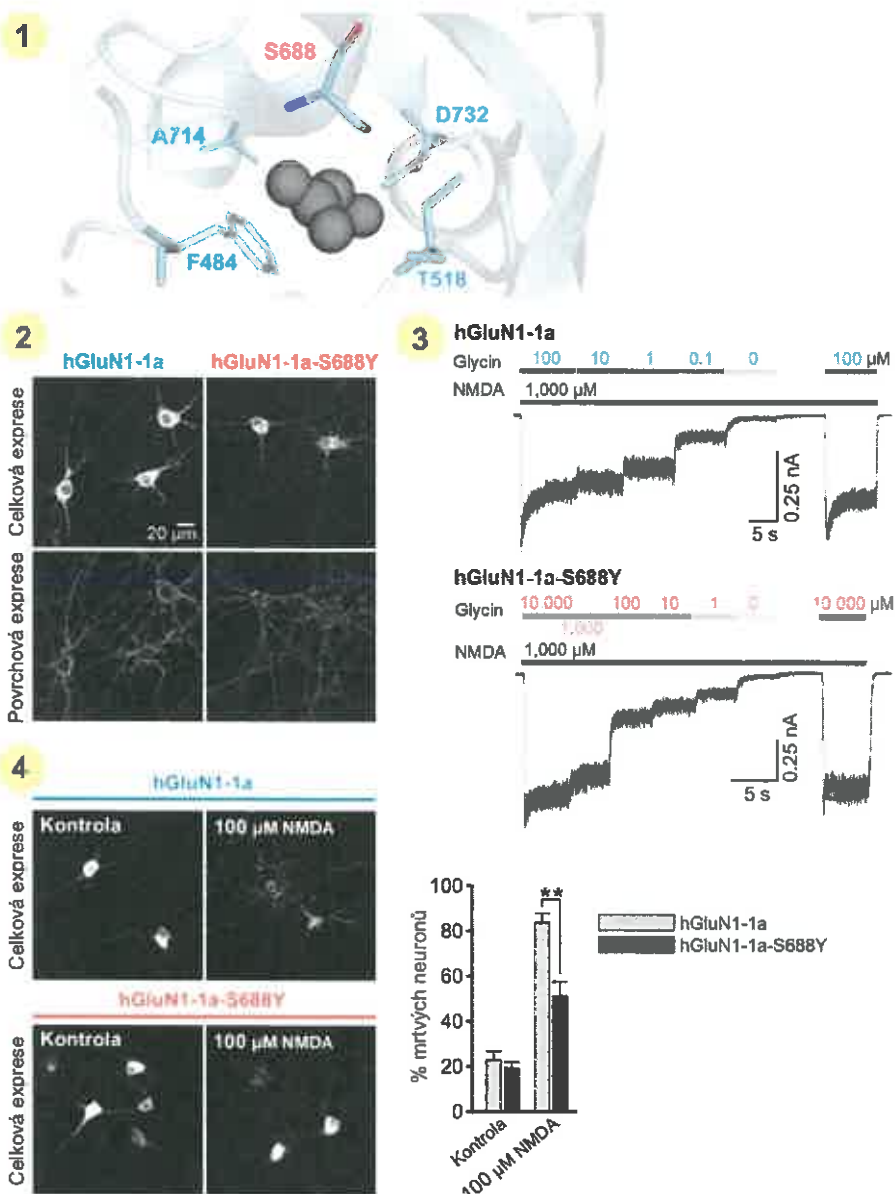 1
S688
D732
A714
F484
T518
2
hGluN1-1a
hGluN1-1a-S688Y
Celková exprese
20 µm
Povrchová exprese
3
hGluN1-1a
Glycin
100
10
1
0.1
0
100 µM
NMDA
1,000 µM
0.25 nA
5 s
hGluN1-1a-S688Y
Glycin
10 000
100
10
1
0
10 000 µM
1,000
NMDA
1,000 µM
0.25 nA
5 s
4
hGluN1-1a
Kontrola
100 µM NMDA
Celková exprese
hGluN1-1a-S688Y
Kontrola
100 µM NMDA
Celková exprese
% mrtvých neuronů
100
80
60
40
20
0
**
Kontrola
100 µM NMDA
hGluN1-1a
hGluN1-1a-S688Y